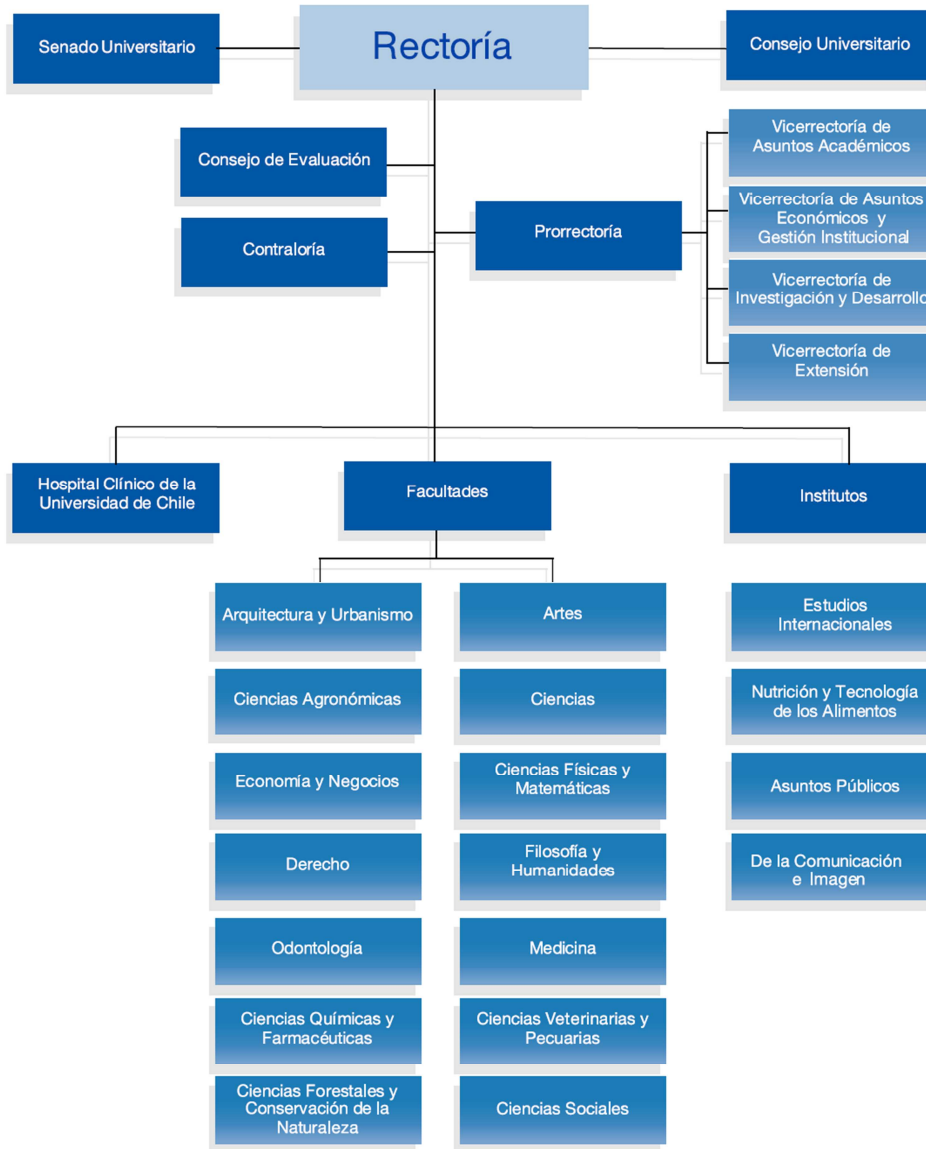 Senado Universitario
Rectoría
Consejo Universitario
Consejo de Evaluación
Contraloría
Prorrectoría
Vicerrectoría de
Asuntos Académicos
Vicerrectoría de Asuntos
Económicos y
Gestión Institucional
Vicerrectoría de
Investigación y Desarrollo
Vicerrectoría de
Extensión
Hospital Clínico de la
Universidad de Chile
Facultades
Institutos
Arquitectura y Urbanismo
Artes
Estudios
Internacionales
Ciencias Agronómicas
Ciencias
Nutrición y Tecnología
de los Alimentos
Economía y Negocios
Ciencias Físicas y
Matemáticas
Asuntos Públicos
Derecho
Filosofía y
Humanidades
De la Comunicación
e Imagen
Odontología
Medicina
Ciencias Químicas y
Farmacéuticas
Ciencias Veterinarias y
Pecuarias
Ciencias Forestales y
Conservación de la
Naturaleza
Ciencias Sociales